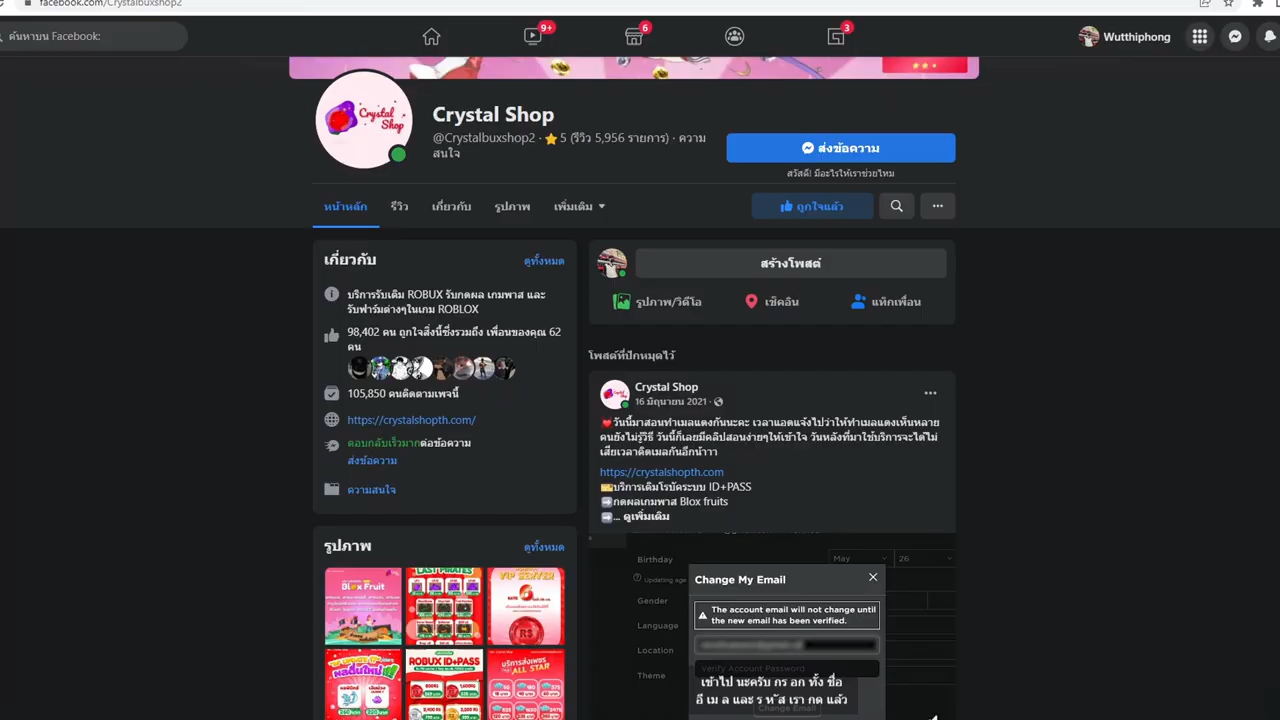 facebook.com/Crystalbuxshop2
ค้นหาบน Facebook:
9+
6
3
Wutthiphong
Crystal
Shop
Crystal Shop
@Crystalbuxshop2 · 5 (รีวิว 5,956 รายการ) · ความ
สนใจ
ส่งข้อความ
สวัสดี! มีอะไรให้เราช่วยไหม
หน้าหลัก
รีวิว
เกี่ยวกับ
รูปภาพ
เพิ่มเติม
ถูกใจแล้ว
เกี่ยวกับ
ดูทั้งหมด
บริการรับเติม ROBUX รับกดผล เกมพาส และ
รับฟาร์มต่างๆในเกม ROBLOX
98,402 คน ถูกใจสิ่งนี้ซึ่งรวมถึง เพื่อนของคุณ 62
คน
105,850 คนติดตามเพจนี้
https://crystalshopth.com/
ตอบกลับเร็วมากต่อข้อความ
ส่งข้อความ
ความสนใจ
รูปภาพ
ดูทั้งหมด
Blox Fruit
LAST PIRATES
VIP SERVER
ROBUX ID+PASS
ALL STAR
สร้างโพสต์
รูปภาพ/วิดีโอ
เช็คอิน
แท็กเพื่อน
โพสต์ที่ปักหมุดไว้
Crystal Shop
16 มิถุนายน 2021 ·
วันนี้มาสอนทำเมลแดงกันนะคะ เวลาแอดแจ้งไปว่าให้ทำเมลแดงเห็นหลาย
คนยังไม่รู้วิธี วันนี้ก็เลยมีคลิปสอนง่ายๆให้เข้าใจ วันหลังที่มาใช้บริการจะได้ไม่
เสียเวลาติดเมลกันอีกน้าาา
https://crystalshopth.com
บริการเติมโรบัคระบบ ID+PASS
กดผลเกมพาส Blox fruits
... ดูเพิ่มเติม
Birthday
May
26
Updating age
Gender
Language
Location
Theme
Change My Email
The account email will not change until
the new email has been verified.
Verify Account Password
Change Email